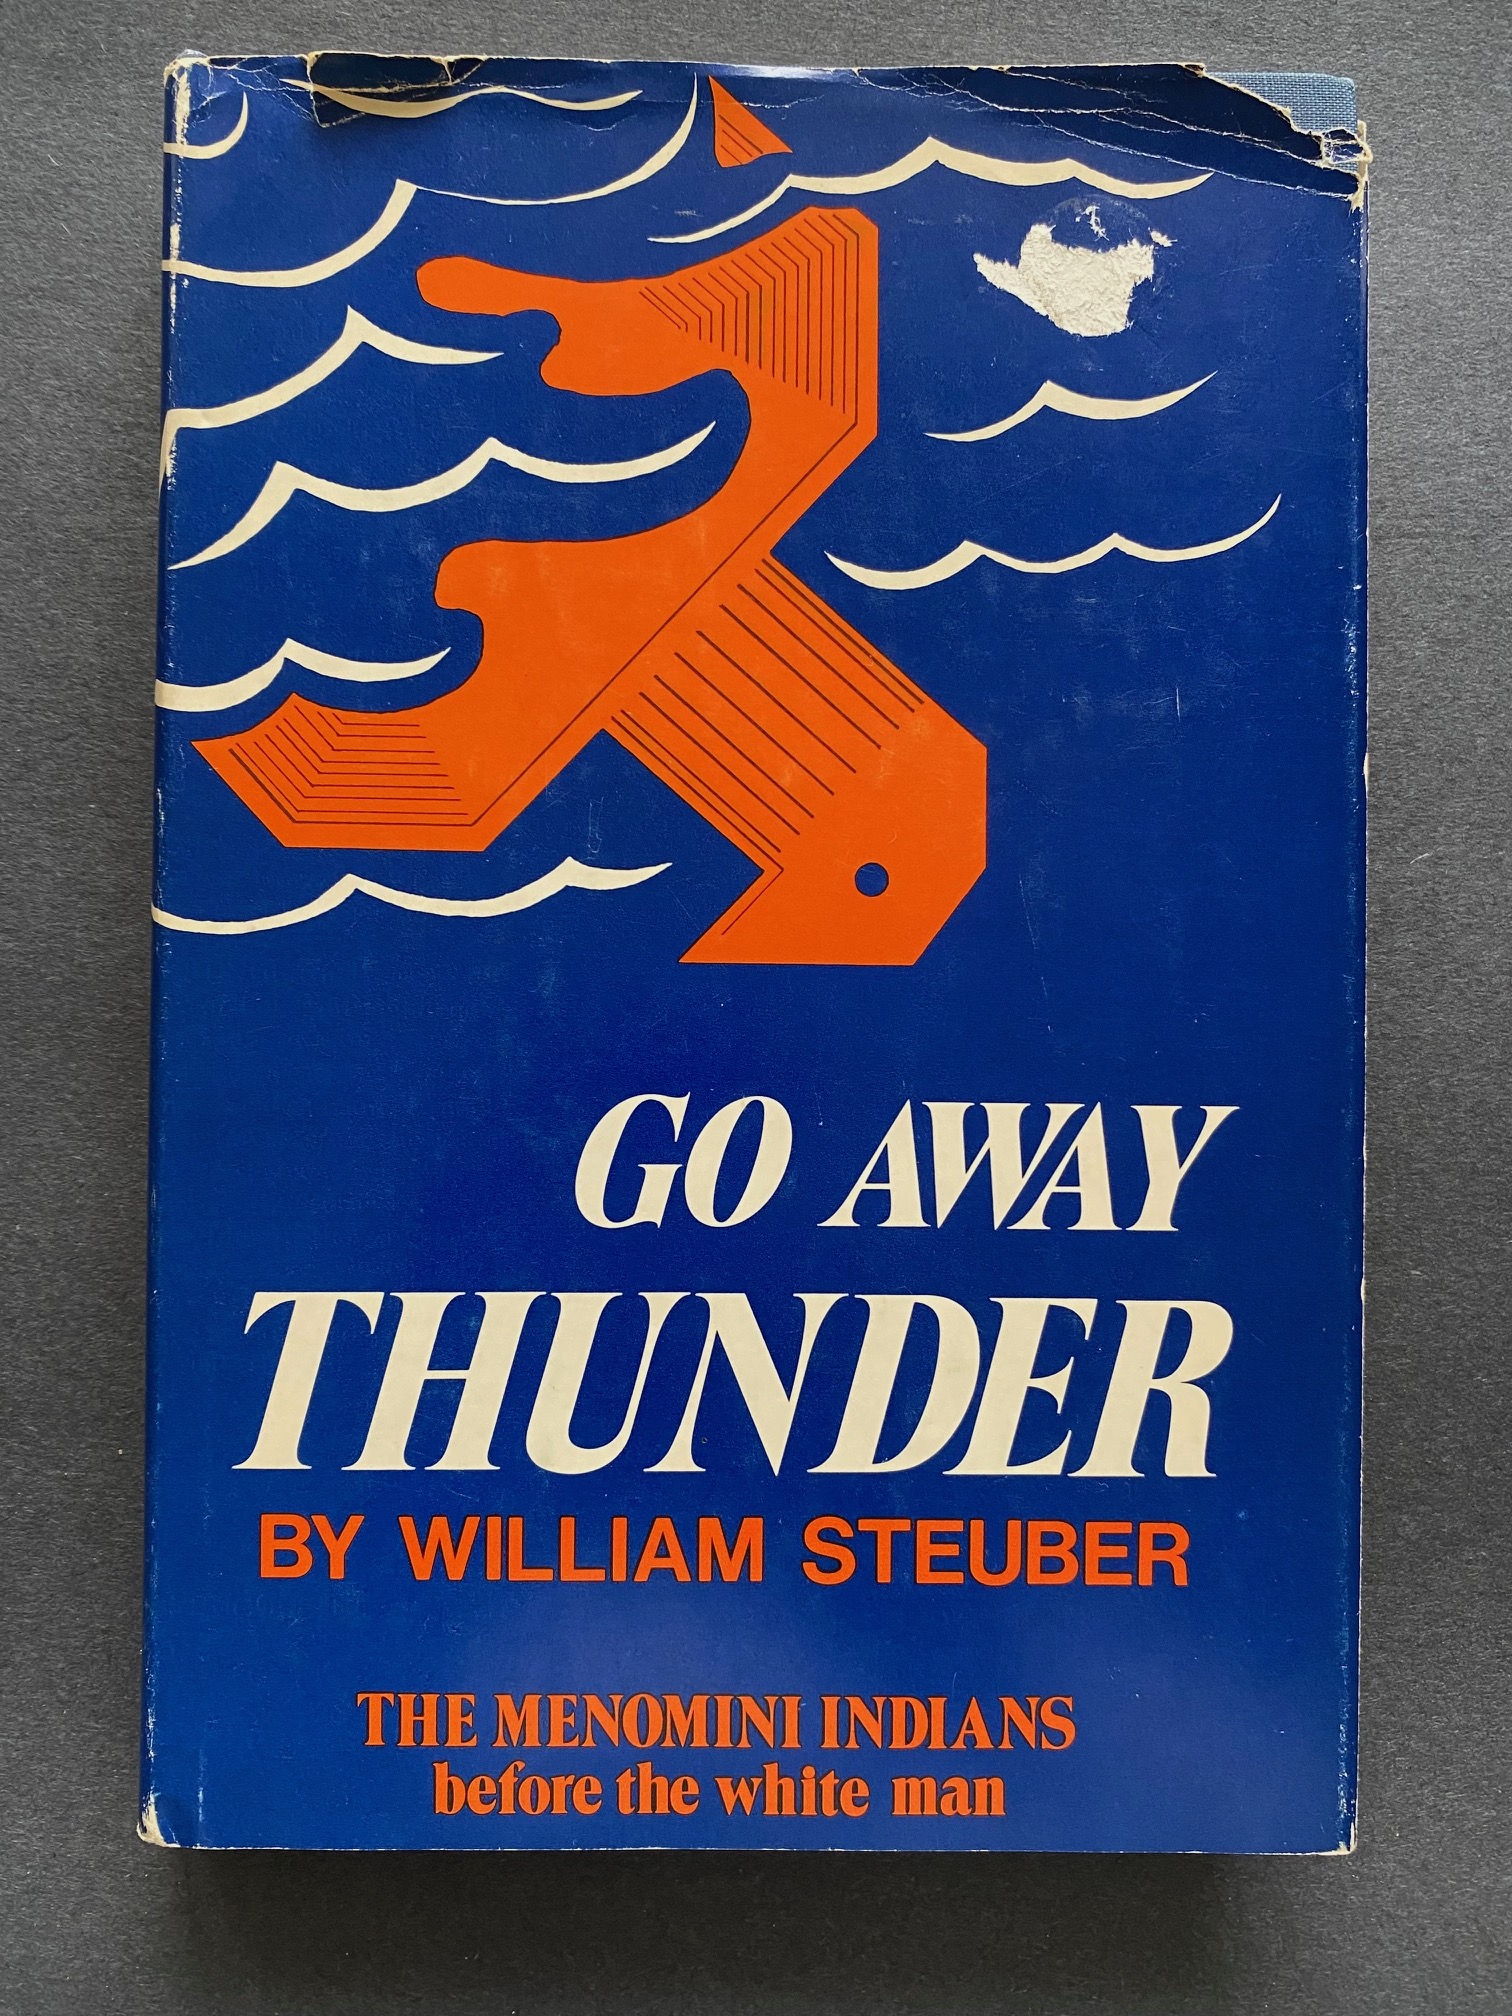 GO AWAY
THUNDER
BY WILLIAM STEUBER
THE MENOMINI INDIANS
before the white man